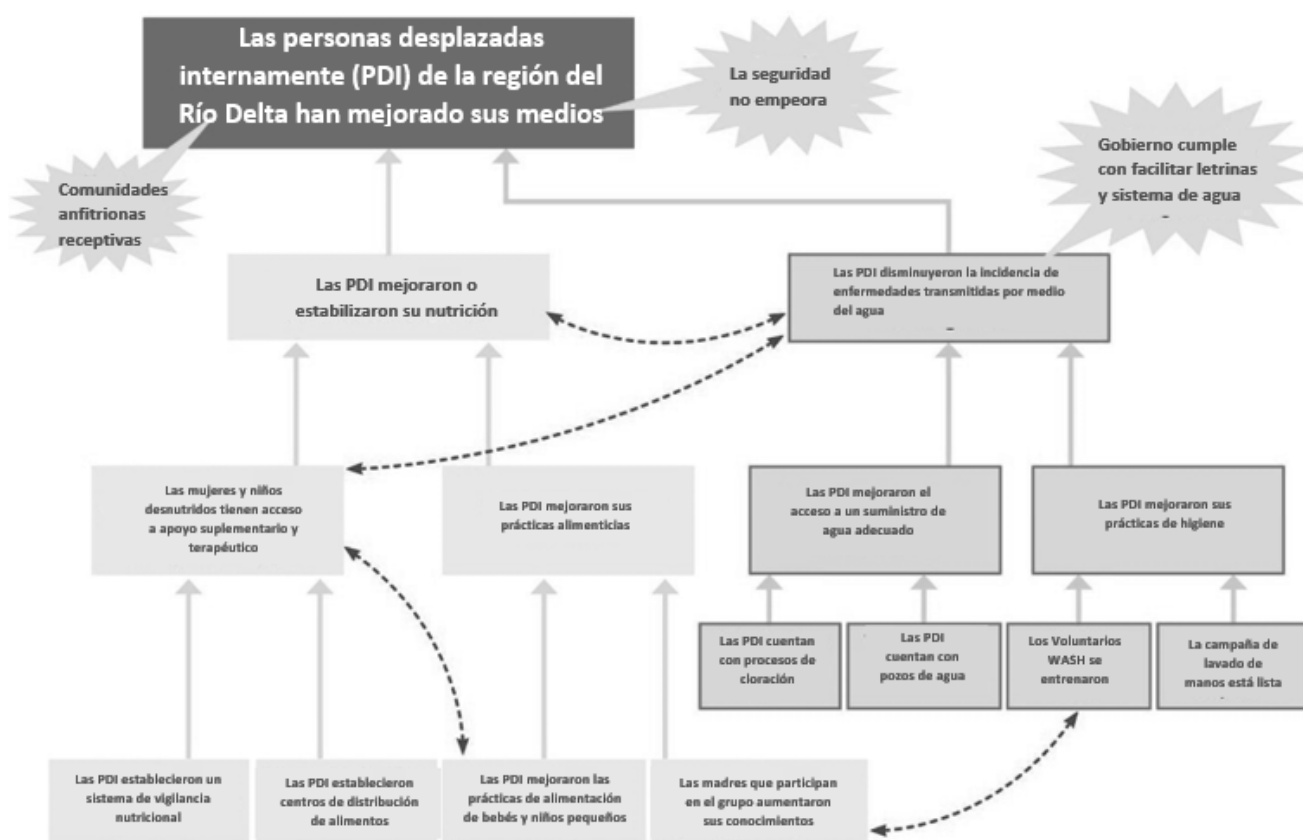 Las personas desplazadas
internamente (PDI) de la región del
Río Delta han mejorado sus medios
La seguridad
no empeora
Gobierno cumple
con facilitar letrinas
y sistema de agua
Comunidades
anfitrionas
receptivas
Las PDI mejoraron o
estabilizaron su nutrición
Las PDI disminuyeron la incidencia de
enfermedades transmitidas por medio
del agua
Las mujeres y niños
desnutridos tienen acceso
a apoyo suplementario y
terapéutico
Las PDI mejoraron sus
prácticas alimenticias
Las PDI mejoraron el
acceso a un suministro de
agua adecuado
Las PDI mejoraron sus
prácticas de higiene
Las PDI cuentan
con procesos de
cloración
Las PDI
cuentan con
pozos de agua
Los Voluntarios
WASH se
entrenaron
La campaña de
lavado de
manos está lista
Las PDI establecieron un
sistema de vigilancia
nutricional
Las PDI establecieron
centros de distribución
de alimentos
Las PDI mejoraron las
prácticas de alimentación
de bebés y niños pequeños
Las madres que participan
en el grupo aumentaron
sus conocimientos